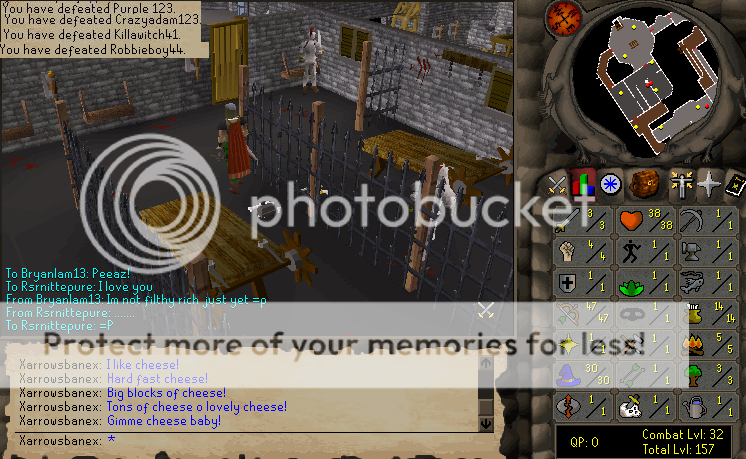 You have defeated Purple 123.
You have defeated Crazyadam123.
You have defeated Killawitch41.
You have defeated Robbieboy44.
photobucket
To Bryanlam13: Peeaz!
To Rsrnittepure: I love you
From Bryanlam13: Im not filthy rich just yet =p
From Rsrnittepure: .......
To Rsrnittepure: =P
Protect more of your memories for less!
Xarrowsbanex: I like cheese!
Xarrowsbanex: Hard fast cheese!
Xarrowsbanex: Big blocks of cheese!
Xarrowsbanex: Tons of cheese o lovely cheese!
Xarrowsbanex: Gimme cheese baby!
Xarrowsbanex: *
3 3 38 38 1 1
4 4 1 1 1 1
1 1 1 1 1 1
47 47 1 1 14 14
1 1 1 1 5 5
30 30 1 1 3 3
1 1 1 1 1 1
QP: 0
Combat Lvl: 32
Total Lvl: 157